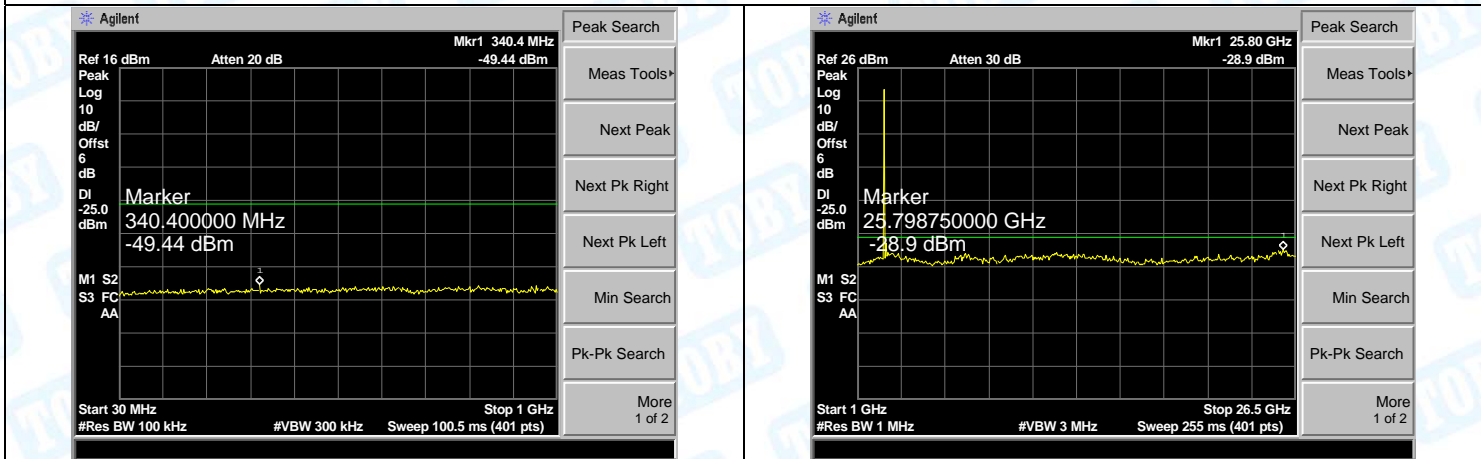 Agilent
Peak Search
Mkr1 340.4 MHz
Ref 16 dBm Atten 20 dB -49.44 dBm
Peak
Log
10
dB/
Offst
6
dB
DI
-25.0
dBm
Marker
340.400000 MHz
-49.44 dBm
1
M1 S2
S3 FC
AA
Start 30 MHz Stop 1 GHz
#Res BW 100 kHz #VBW 300 kHz Sweep 100.5 ms (401 pts)
Meas Tools
Next Peak
Next Pk Right
Next Pk Left
Min Search
Pk-Pk Search
More
1 of 2
Agilent
Peak Search
Mkr1 25.80 GHz
Ref 26 dBm Atten 30 dB -28.9 dBm
Peak
Log
10
dB/
Offst
6
dB
DI
-25.0
dBm
Marker
25.798750000 GHz
-28.9 dBm
1
M1 S2
S3 FC
AA
Start 1 GHz Stop 26.5 GHz
#Res BW 1 MHz #VBW 3 MHz Sweep 255 ms (401 pts)
Meas Tools
Next Peak
Next Pk Right
Next Pk Left
Min Search
Pk-Pk Search
More
1 of 2
TOBY